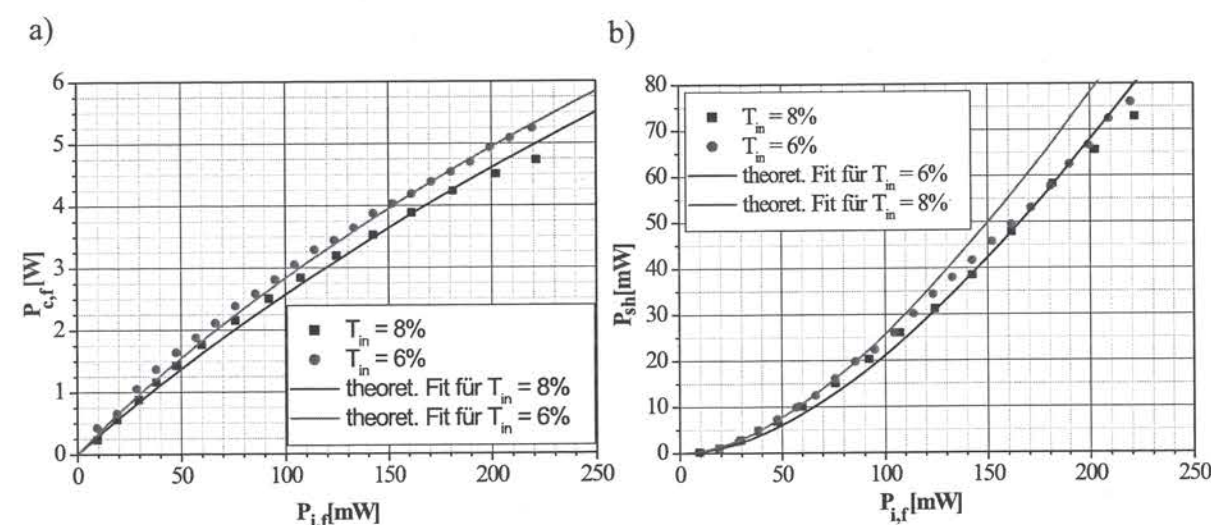 a)
6
5
4
3
2
1
0
P_c,f[W]
0 50 100 150 200 250
P_i,f[mW]
T_in = 8%
T_in = 6%
theoret. Fit für T_in = 8%
theoret. Fit für T_in = 6%
b)
80
70
60
50
40
30
20
10
0
P_sh[mW]
0 50 100 150 200 250
P_i,f[mW]
T_in = 8%
T_in = 6%
theoret. Fit für T_in = 6%
theoret. Fit für T_in = 8%